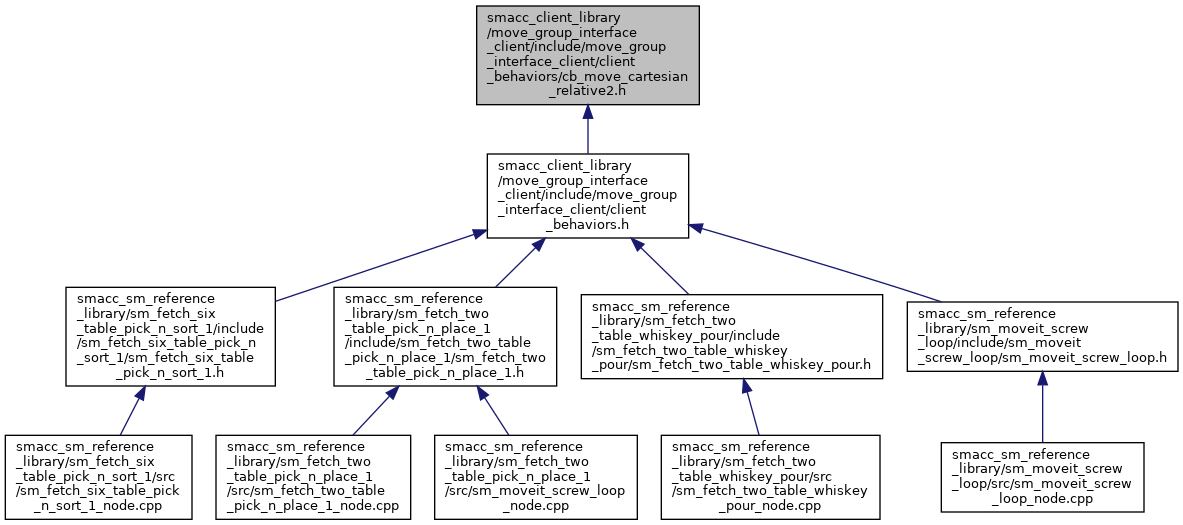 smacc_client_library
/move_group_interface
_client/include/move_group
_interface_client/client
_behaviors/cb_move_cartesian
_relative2.h
smacc_client_library
/move_group_interface
_client/include/move_group
_interface_client/client
_behaviors.h
smacc_sm_reference
_library/sm_fetch_six
_table_pick_n_sort_1/include
/sm_fetch_six_table_pick_n
_sort_1/sm_fetch_six_table
_pick_n_sort_1.h
smacc_sm_reference
_library/sm_fetch_two
_table_pick_n_place_1
/include/sm_fetch_two_table
_pick_n_place_1/sm_fetch_two
_table_pick_n_place_1.h
smacc_sm_reference
_library/sm_fetch_two
_table_whiskey_pour/include
/sm_fetch_two_table_whiskey
_pour/sm_fetch_two_table_whiskey_pour.h
smacc_sm_reference
_library/sm_moveit_screw
_loop/include/sm_moveit
_screw_loop/sm_moveit_screw_loop.h
smacc_sm_reference
_library/sm_fetch_six
_table_pick_n_sort_1/src
/sm_fetch_six_table_pick
_n_sort_1_node.cpp
smacc_sm_reference
_library/sm_fetch_two
_table_pick_n_place_1
/src/sm_fetch_two_table
_pick_n_place_1_node.cpp
smacc_sm_reference
_library/sm_fetch_two
_table_pick_n_place_1
/src/sm_moveit_screw_loop
_node.cpp
smacc_sm_reference
_library/sm_fetch_two
_table_whiskey_pour/src
/sm_fetch_two_table_whiskey
_pour_node.cpp
smacc_sm_reference
_library/sm_moveit_screw
_loop/src/sm_moveit_screw
_loop_node.cpp